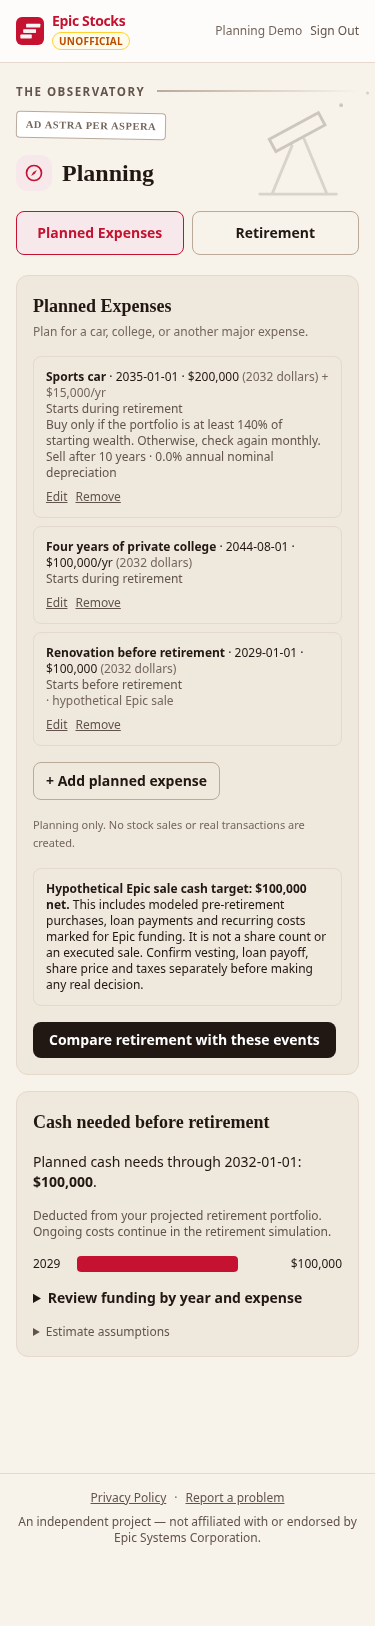 Epic Stocks
UNOFFICIAL
Planning Demo Sign Out
THE OBSERVATORY
AD ASTRA PER ASPERA
Planning
Planned Expenses
Retirement
Planned Expenses
Plan for a car, college, or another major expense.
Sports car · 2035-01-01 · $200,000 (2032 dollars) +
$15,000/yr
Starts during retirement
Buy only if the portfolio is at least 140% of
starting wealth. Otherwise, check again monthly.
Sell after 10 years · 0.0% annual nominal
depreciation
Edit Remove
Four years of private college · 2044-08-01 ·
$100,000/yr (2032 dollars)
Starts during retirement
Edit Remove
Renovation before retirement · 2029-01-01 ·
$100,000 (2032 dollars)
Starts before retirement
· hypothetical Epic sale
Edit Remove
+ Add planned expense
Planning only. No stock sales or real transactions are
created.
Hypothetical Epic sale cash target: $100,000
net. This includes modeled pre-retirement
purchases, loan payments and recurring costs
marked for Epic funding. It is not a share count or
an executed sale. Confirm vesting, loan payoff,
share price and taxes separately before making
any real decision.
Compare retirement with these events
Cash needed before retirement
Planned cash needs through 2032-01-01:
$100,000.
Deducted from your projected retirement portfolio.
Ongoing costs continue in the retirement simulation.
2029 $100,000
Review funding by year and expense
Estimate assumptions
Privacy Policy · Report a problem
An independent project — not affiliated with or endorsed by
Epic Systems Corporation.